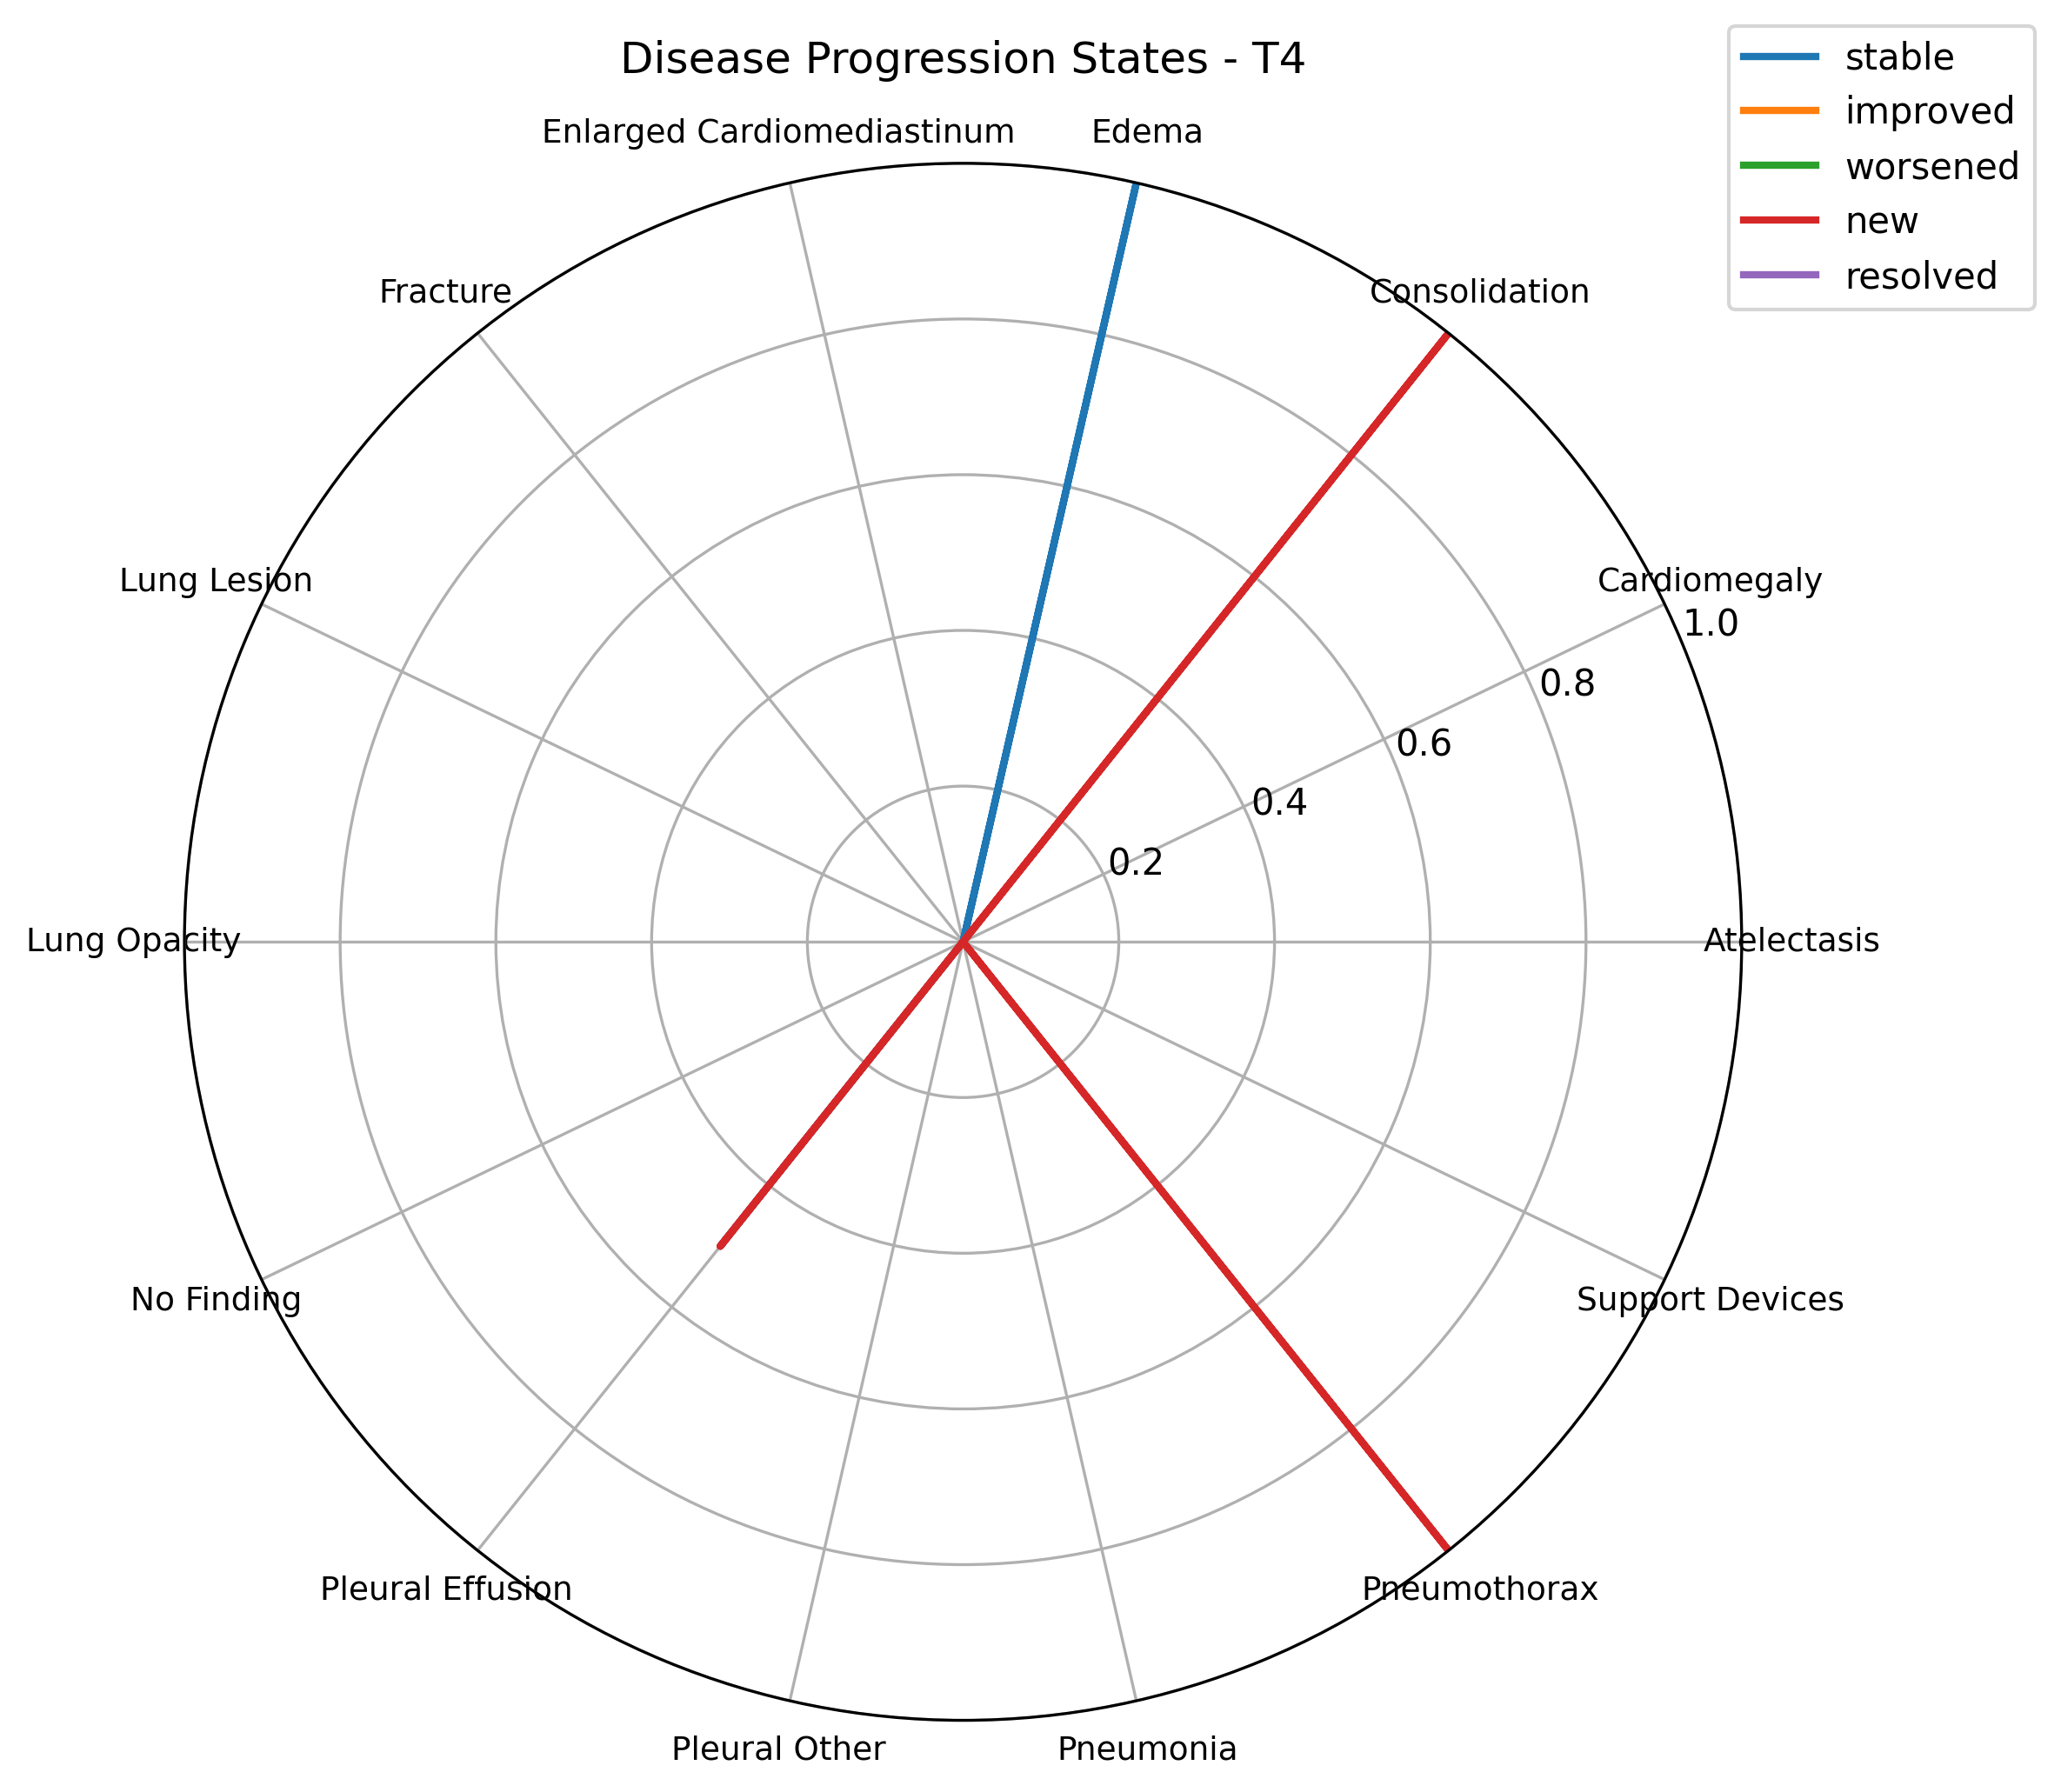 Disease Progression States - T4
stable
improved
worsened
new
resolved
Enlarged Cardiomediastinum
Edema
Fracture
Consolidation
Lung Lesion
Cardiomegaly
1.0
0.8
0.6
0.4
0.2
Lung Opacity
Atelectasis
No Finding
Support Devices
Pleural Effusion
Pneumothorax
Pleural Other
Pneumonia